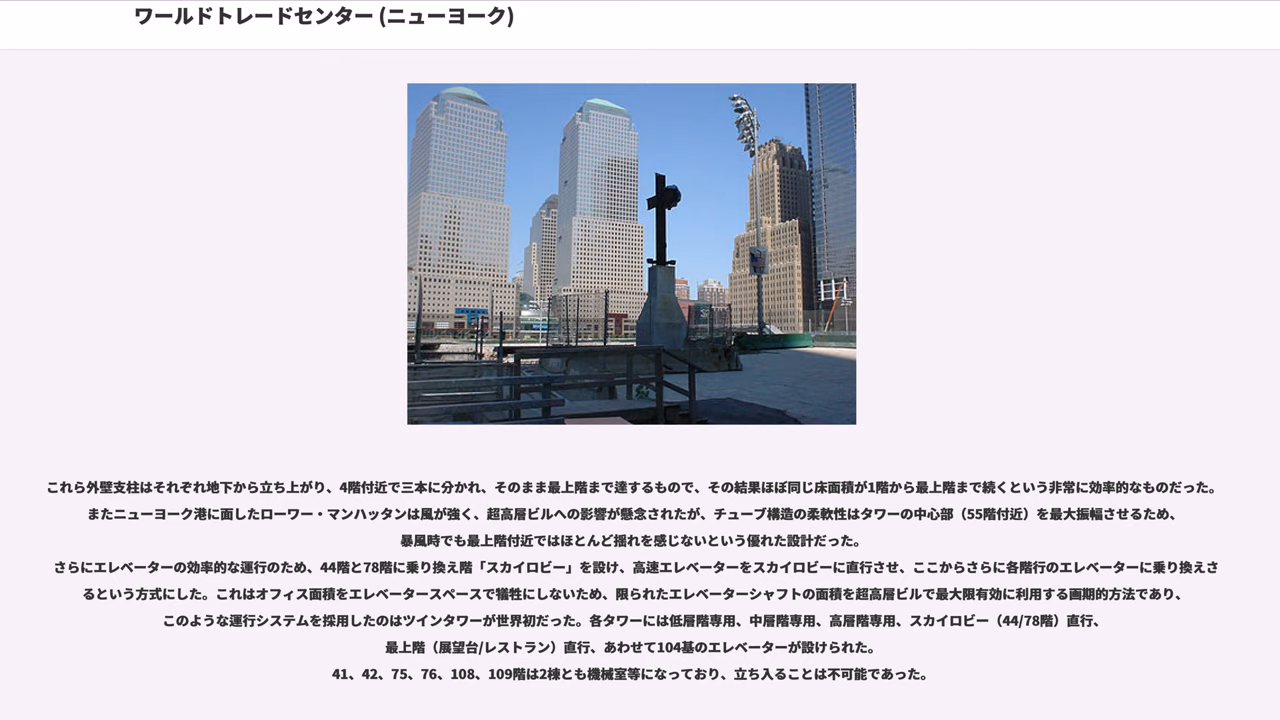 ワールドトレードセンター (ニューヨーク)
これら外壁支柱はそれぞれ地下から立ち上がり、4階付近で三本に分かれ、そのまま最上階まで達するもので、その結果ほぼ同じ床面積が1階から最上階まで続くという非常に効率的なものだった。
またニューヨーク港に面したローワー・マンハッタンは風が強く、超高層ビルへの影響が懸念されたが、チューブ構造の柔軟性はタワーの中心部（55階付近）を最大振幅させるため、
暴風時でも最上階付近ではほとんど揺れを感じないという優れた設計だった。
さらにエレベーターの効率的な運行のため、44階と78階に乗り換え階「スカイロビー」を設け、高速エレベーターをスカイロビーに直行させ、ここからさらに各階行のエレベーターに乗り換えさ
るという方式にした。これはオフィス面積をエレベータースペースで犠牲にしないため、限られたエレベーターシャフトの面積を超高層ビルで最大限有効に利用する画期的方法であり、
このような運行システムを採用したのはツインタワーが世界初だった。各タワーには低層階専用、中層階専用、高層階専用、スカイロビー（44/78階）直行、
最上階（展望台/レストラン）直行、あわせて104基のエレベーターが設けられた。
41、42、75、76、108、109階は2棟とも機械室等になっており、立ち入ることは不可能であった。